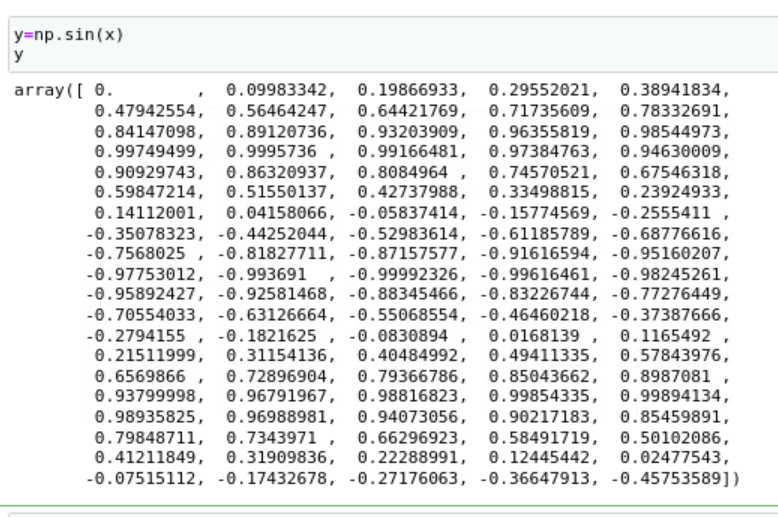 y=np.sin(x)
y
array([ 0.        ,  0.09983342,  0.19866933,  0.29552021,  0.38941834,
        0.47942554,  0.56464247,  0.64421769,  0.71735609,  0.78332691,
        0.84147098,  0.89120736,  0.93203909,  0.96355819,  0.98544973,
        0.99749499,  0.9995736 ,  0.99166481,  0.97384763,  0.94630009,
        0.90929743,  0.86320937,  0.8084964 ,  0.74570521,  0.67546318,
        0.59847214,  0.51550137,  0.42737988,  0.33498815,  0.23924933,
        0.14112001,  0.04158066, -0.05837414, -0.15774569, -0.2555411 ,
       -0.35078323, -0.44252044, -0.52983614, -0.61185789, -0.68776616,
       -0.7568025 , -0.81827711, -0.87157577, -0.91616594, -0.95160207,
       -0.97753012, -0.993691  , -0.99992326, -0.99616461, -0.98245261,
       -0.95892427, -0.92581468, -0.88345466, -0.83226744, -0.77276449,
       -0.70554033, -0.63126664, -0.55068554, -0.46460218, -0.37387666,
       -0.2794155 , -0.1821625 , -0.0830894 ,  0.0168139 ,  0.1165492 ,
        0.21511999,  0.31154136,  0.40484992,  0.49411335,  0.57843976,
        0.6569866 ,  0.72896904,  0.79366786,  0.85043662,  0.8987081 ,
        0.93799998,  0.96791967,  0.98816823,  0.99854335,  0.99894134,
        0.98935825,  0.96988981,  0.94073056,  0.90217183,  0.85459891,
        0.79848711,  0.7343971 ,  0.66296923,  0.58491719,  0.50102086,
        0.41211849,  0.31909836,  0.22288991,  0.12445442,  0.02477543,
       -0.07515112, -0.17432678, -0.27176063, -0.36647913, -0.45753589])